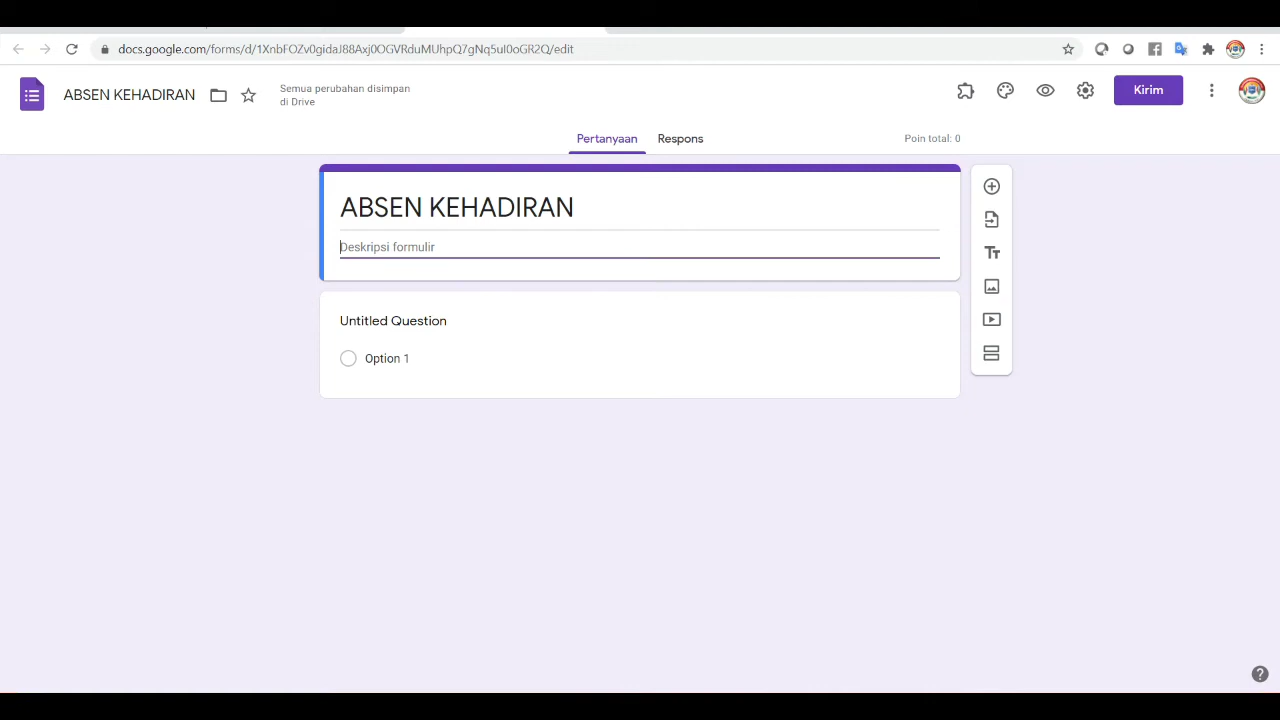 docs.google.com/forms/d/1XnbFOZv0gidaJ88Axj0OGVRduMUhpQ7gNq5uI0oGR2Q/edit
ABSEN KEHADIRAN
Semua perubahan disimpan
di Drive
Kirim
Pertanyaan
Respons
Poin total: 0
ABSEN KEHADIRAN
Deskripsi formulir
Untitled Question
Option 1